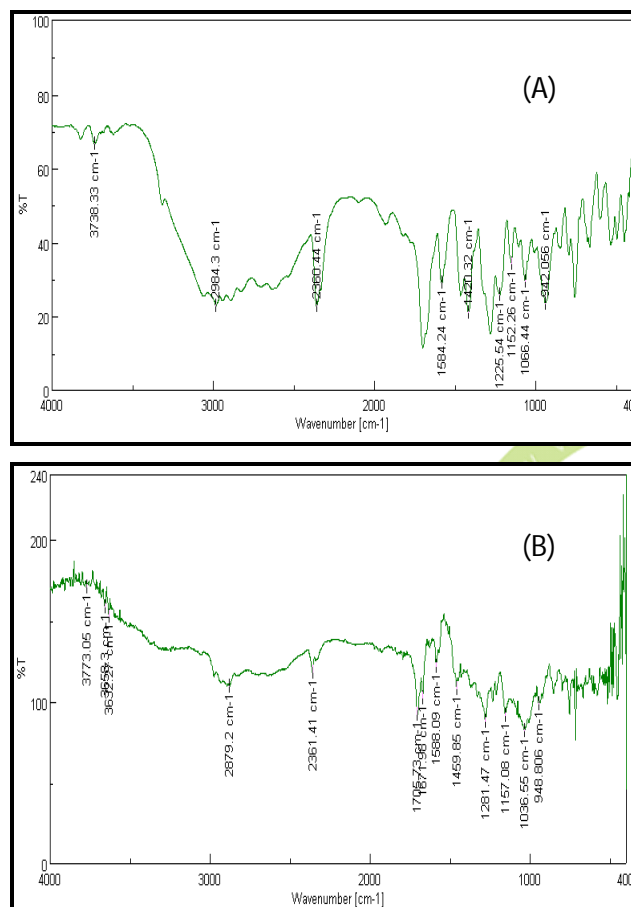 100
(A)
80
60
%T
40
20
0
3738.33 cm-1
2984.3 cm-1
2360.44 cm-1
1584.24 cm-1
1420.32 cm-1
1225.54 cm-1
1152.26 cm-1
1066.44 cm-1
942.056 cm-1
4000
3000
2000
1000
Wavenumber [cm-1]
240
(B)
200
%T
100
0
3773.05 cm-1
2879.2 cm-1
2361.41 cm-1
1588.09 cm-1
1459.85 cm-1
1281.47 cm-1
1157.08 cm-1
1036.55 cm-1
948.806 cm-1
4000
3000
2000
1000
400
Wavenumber [cm-1]